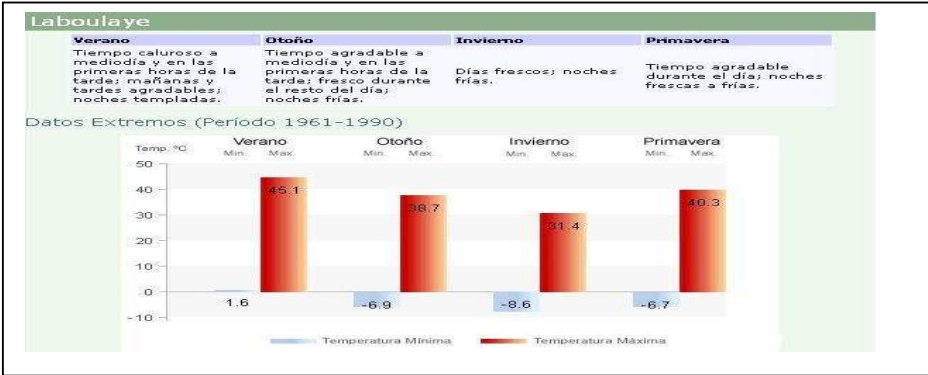 Laboulaye
Verano Otoño Invierno Primavera
Tiempo caluroso a
mediodía y en las
primeras horas de la
tarde; mañanas y
tardes agradables;
noches templadas.
Tiempo agradable a
mediodía y en las
primeras horas de la
tarde; fresco durante
el resto del día;
noches frías.
Días frescos; noches
frías.
Tiempo agradable
durante el día; noches
frescas a frías.
Datos Extremos (Período 1961-1990)
Temp. ºC Verano Otoño Invierno Primavera
Min. Max. Min. Max. Min. Max. Min. Max.
50
40
30
20
10
0
-10
45.1
38.7
31.4
40.3
1.6
-6.9
-8.6
-6.7
Temperatura Mínima Temperatura Máxima